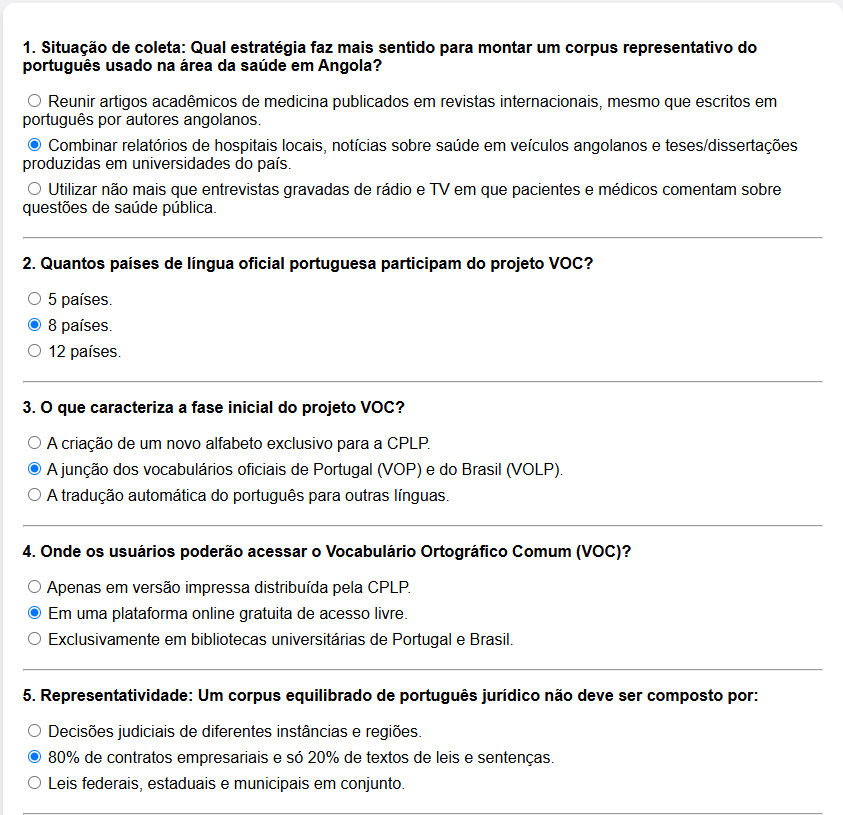 1. Situação de coleta: Qual estratégia faz mais sentido para montar um corpus representativo do
português usado na área da saúde em Angola?
Reunir artigos acadêmicos de medicina publicados em revistas internacionais, mesmo que escritos em
português por autores angolanos.
Combinar relatórios de hospitais locais, notícias sobre saúde em veículos angolanos e teses/dissertações
produzidas em universidades do país.
Utilizar não mais que entrevistas gravadas de rádio e TV em que pacientes e médicos comentam sobre
questões de saúde pública.
2. Quantos países de língua oficial portuguesa participam do projeto VOC?
5 países.
8 países.
12 países.
3. O que caracteriza a fase inicial do projeto VOC?
A criação de um novo alfabeto exclusivo para a CPLP.
A junção dos vocabulários oficiais de Portugal (VOP) e do Brasil (VOLP).
A tradução automática do português para outras línguas.
4. Onde os usuários poderão acessar o Vocabulário Ortográfico Comum (VOC)?
Apenas em versão impressa distribuída pela CPLP.
Em uma plataforma online gratuita de acesso livre.
Exclusivamente em bibliotecas universitárias de Portugal e Brasil.
5. Representatividade: Um corpus equilibrado de português jurídico não deve ser composto por:
Decisões judiciais de diferentes instâncias e regiões.
80% de contratos empresariais e só 20% de textos de leis e sentenças.
Leis federais, estaduais e municipais em conjunto.